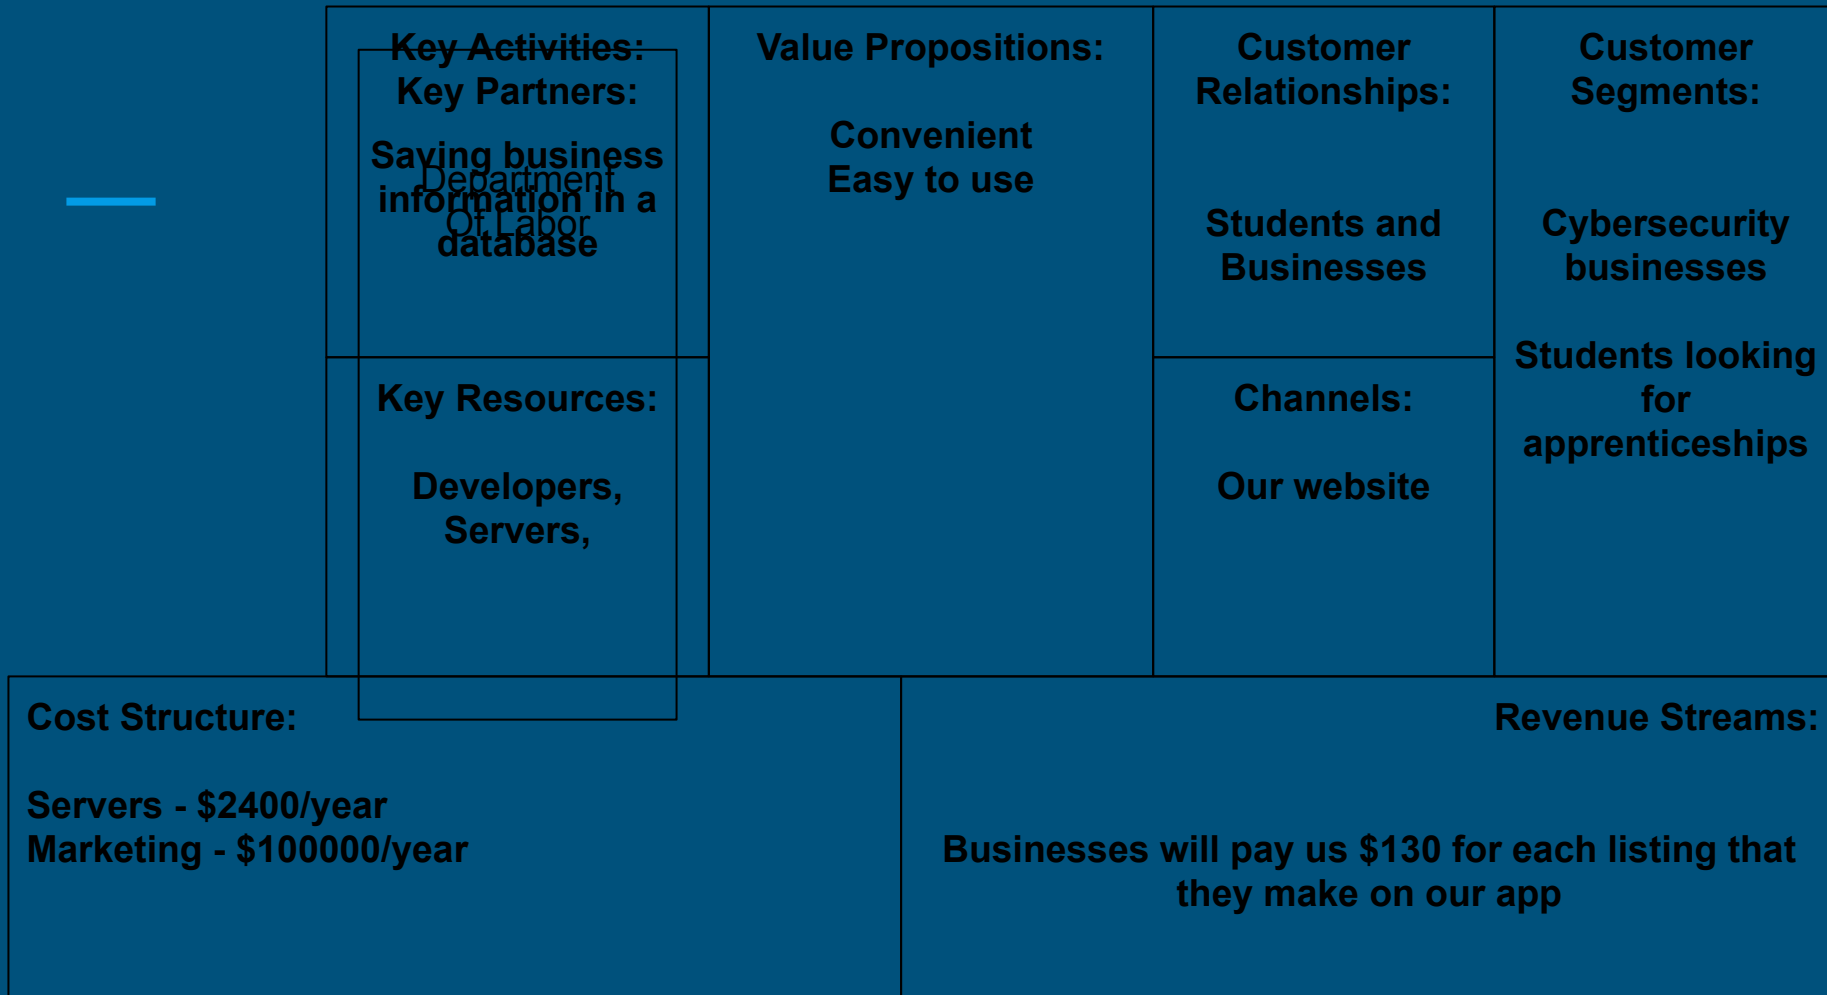 Key Activities:
Key Partners:
Saving business
information in a
database
Department
Of Labor
Value Propositions:
Convenient
Easy to use
Customer
Relationships:
Students and
Businesses
Customer
Segments:
Cybersecurity
businesses
Students looking
for
apprenticeships
Key Resources:
Developers,
Servers,
Channels:
Our website
Cost Structure:
Servers - $2400/year
Marketing - $100000/year
Revenue Streams:
Businesses will pay us $130 for each listing that
they make on our app